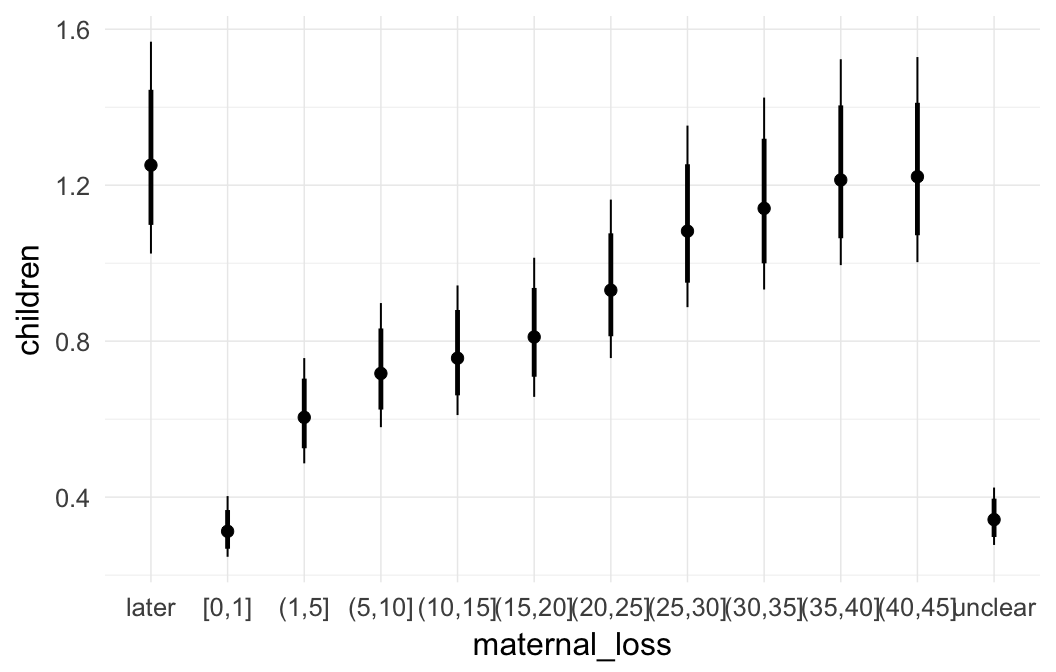 1.6
1.2
0.8
0.4
children
later [0,1] (1,5] (5,10] (10,15] (15,20] (20,25] (25,30] (30,35] (35,40] (40,45] unclear
maternal_loss